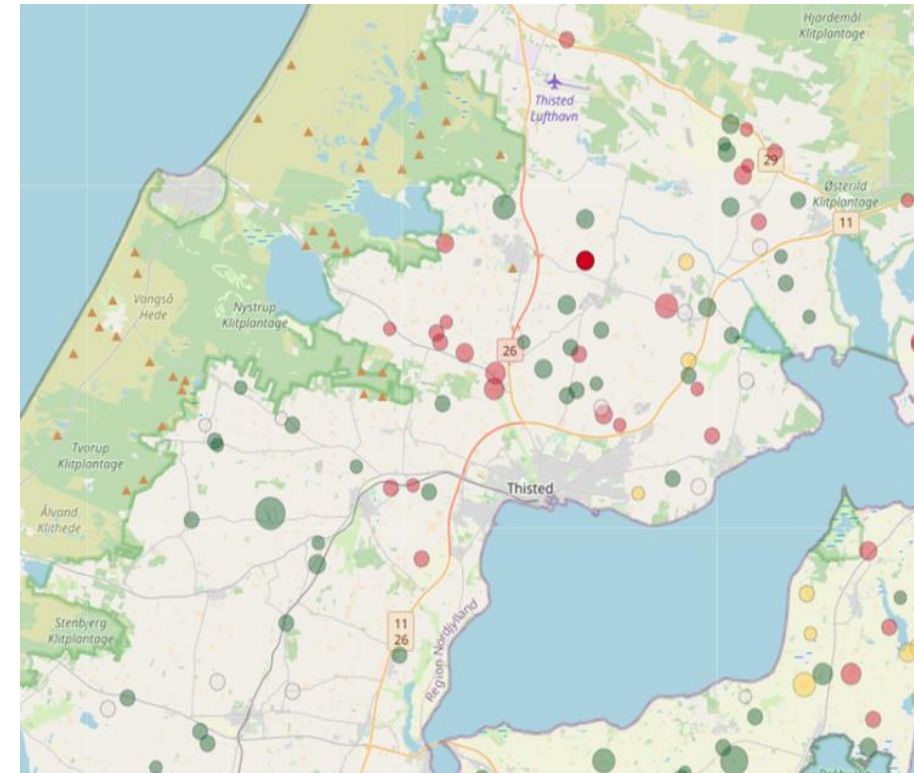 Hjardemål
Klitplantage
Thisted
Lufthavn
29
Østerild
Klitplantage
11
Vangså
Hede
Nystrup
Klitplantage
26
Tvorup
Klitplantage
Thisted
Ålvand
Klithede
Stenbjerg
Klitplantage
11
26
Region Nordjylland